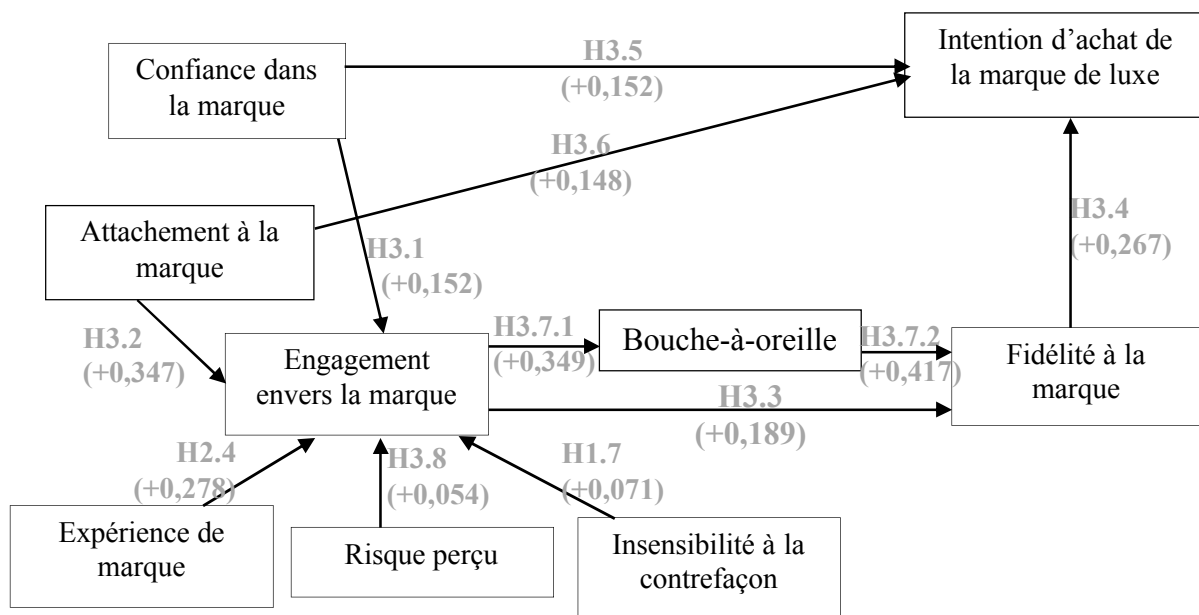 Confiance dans
la marque
H3.5
(+0,152)
Intention d’achat de
la marque de luxe
H3.6
(+0,148)
Attachement à la
marque
H3.1
(+0,152)
H3.4
(+0,267)
H3.2
(+0,347)
Engagement
envers la marque
H3.7.1
(+0,349)
Bouche-à-oreille
H3.7.2
(+0,417)
Fidélité à la
marque
H3.3
(+0,189)
H2.4
(+0,278)
H3.8
(+0,054)
H1.7
(+0,071)
Expérience de
marque
Risque perçu
Insensibilité à la
contrefaçon